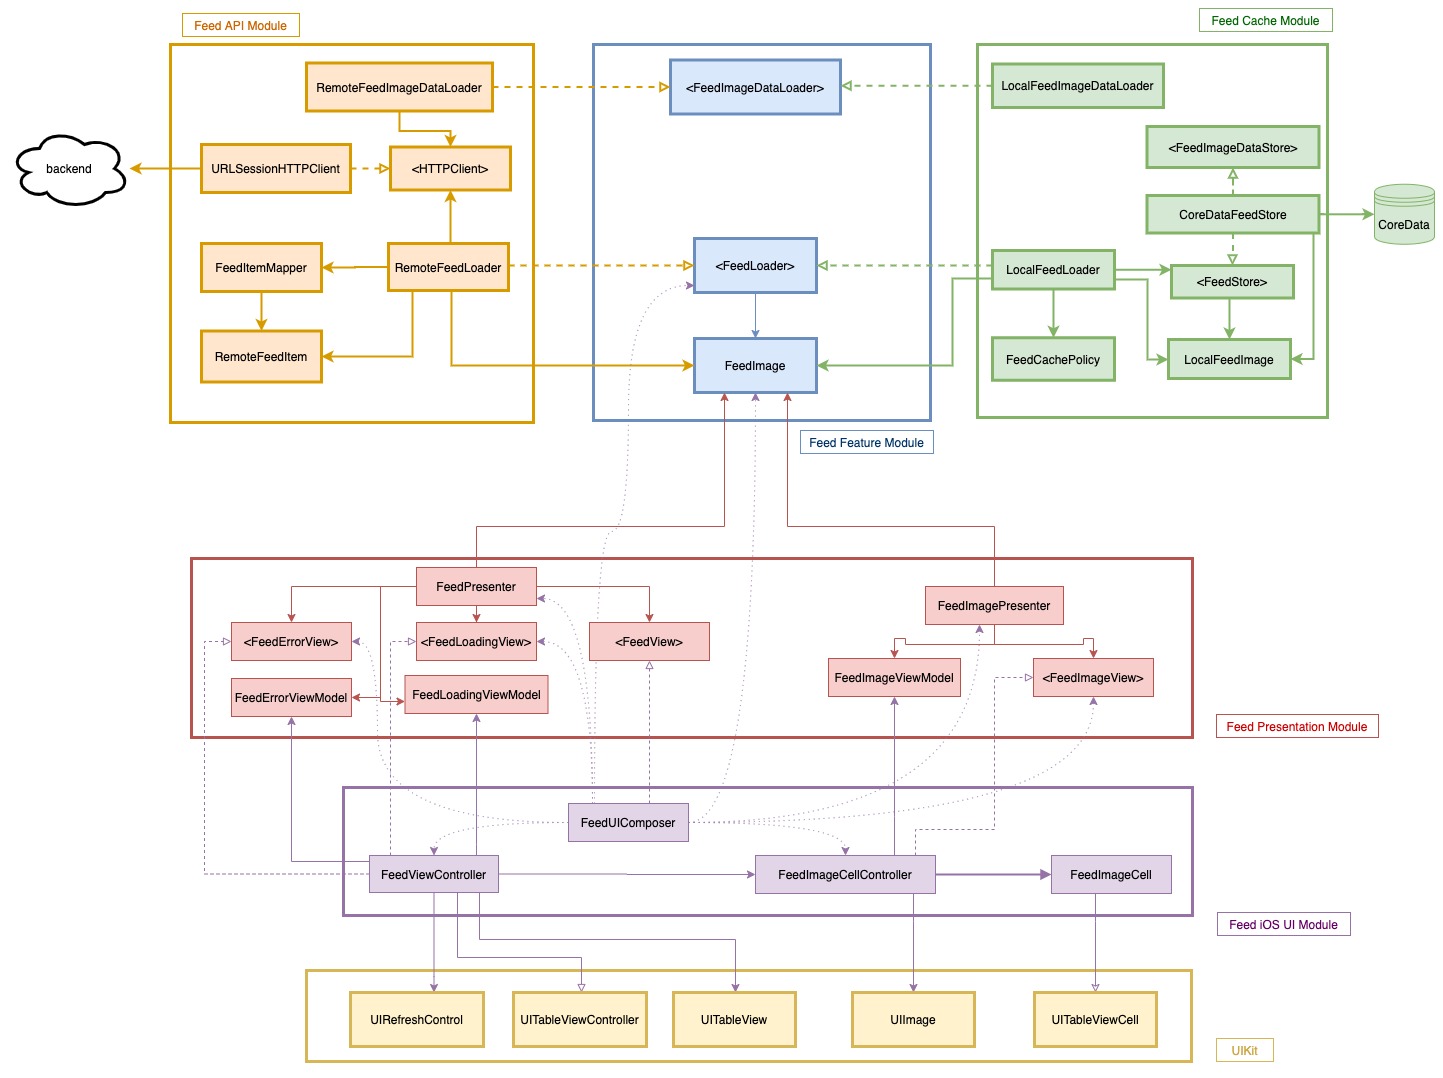 Feed API Module
Feed Cache Module
RemoteFeedImageDataLoader
<FeedImageDataLoader>
LocalFeedImageDataLoader
<FeedImageDataStore>
backend
URLSessionHTTPClient
<HTTPClient>
CoreDataFeedStore
CoreData
FeedItemMapper
RemoteFeedLoader
<FeedLoader>
LocalFeedLoader
<FeedStore>
RemoteFeedItem
FeedImage
FeedCachePolicy
LocalFeedImage
Feed Feature Module
FeedPresenter
FeedImagePresenter
<FeedErrorView>
<FeedLoadingView>
<FeedView>
FeedImageViewModel
<FeedImageView>
FeedErrorViewModel
FeedLoadingViewModel
Feed Presentation Module
FeedUIComposer
FeedViewController
FeedImageCellController
FeedImageCell
Feed iOS UI Module
UIRefreshControl
UITableViewController
UITableView
UIImage
UITableViewCell
UIKit